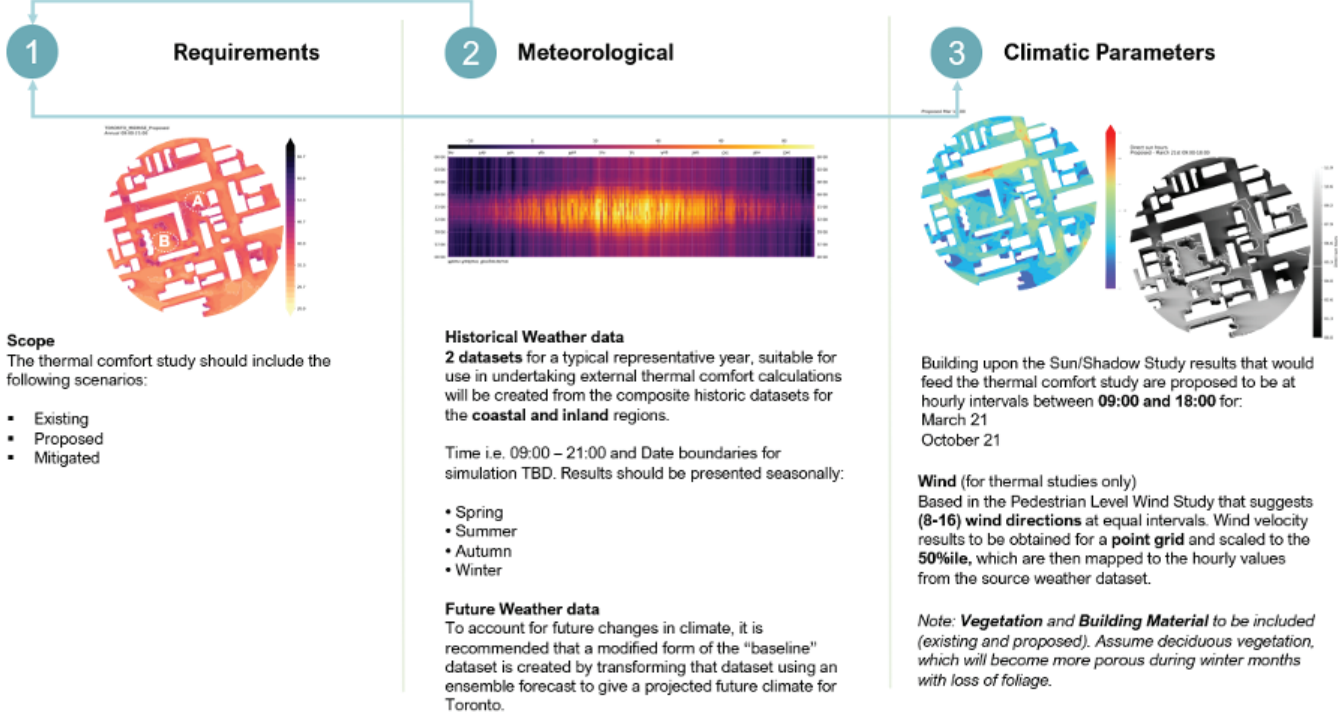 1
Requirements
2
Meteorological
3
Climatic Parameters
A
B
Scope
The thermal comfort study should include the
following scenarios:
▪ Existing
▪ Proposed
▪ Mitigated
Historical Weather data
2 datasets for a typical representative year, suitable for
use in undertaking external thermal comfort calculations
will be created from the composite historic datasets for
the coastal and inland regions.
Time i.e. 09:00 – 21:00 and Date boundaries for
simulation TBD. Results should be presented seasonally:
• Spring
• Summer
• Autumn
• Winter
Future Weather data
To account for future changes in climate, it is
recommended that a modified form of the “baseline”
dataset is created by transforming that dataset using an
ensemble forecast to give a projected future climate for
Toronto.
Direct sun hours
Proposed - March 21st 09:00-18:00
Building upon the Sun/Shadow Study results that would
feed the thermal comfort study are proposed to be at
hourly intervals between 09:00 and 18:00 for:
March 21
October 21
Wind (for thermal studies only)
Based in the Pedestrian Level Wind Study that suggests
(8-16) wind directions at equal intervals. Wind velocity
results to be obtained for a point grid and scaled to the
50%ile, which are then mapped to the hourly values
from the source weather dataset.
Note: Vegetation and Building Material to be included
(existing and proposed). Assume deciduous vegetation,
which will become more porous during winter months
with loss of foliage.